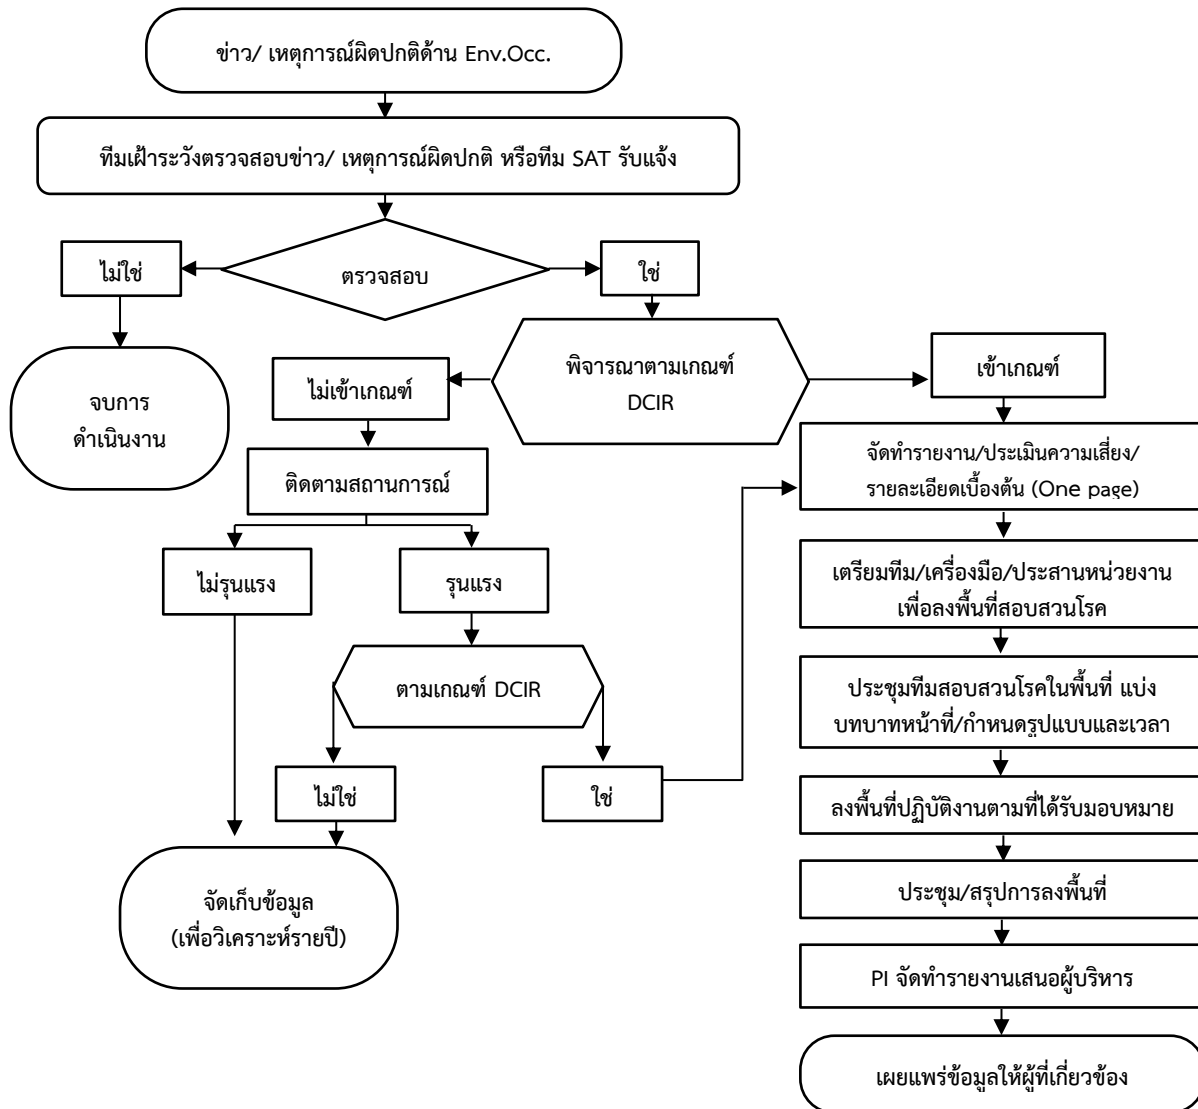 ข่าว/ เหตุการณ์ผิดปกติด้าน Env.Occ.
ทีมเฝ้าระวังตรวจสอบข่าว/ เหตุการณ์ผิดปกติ หรือทีม SAT รับแจ้ง
ไม่ใช่
ตรวจสอบ
ใช่
จบการ
ดำเนินงาน
ไม่เข้าเกณฑ์
พิจารณาตามเกณฑ์
DCIR
เข้าเกณฑ์
ติดตามสถานการณ์
ไม่รุนแรง
รุนแรง
ตามเกณฑ์ DCIR
ไม่ใช่
ใช่
จัดเก็บข้อมูล
(เพื่อวิเคราะห์รายปี)
จัดทำรายงาน/ประเมินความเสี่ยง/
รายละเอียดเบื้องต้น (One page)
เตรียมทีม/เครื่องมือ/ประสานหน่วยงาน
เพื่อลงพื้นที่สอบสวนโรค
ประชุมทีมสอบสวนโรคในพื้นที่ แบ่ง
บทบาทหน้าที่/กำหนดรูปแบบและเวลา
ลงพื้นที่ปฏิบัติงานตามที่ได้รับมอบหมาย
ประชุม/สรุปการลงพื้นที่
PI จัดทำรายงานเสนอผู้บริหาร
เผยแพร่ข้อมูลให้ผู้ที่เกี่ยวข้อง